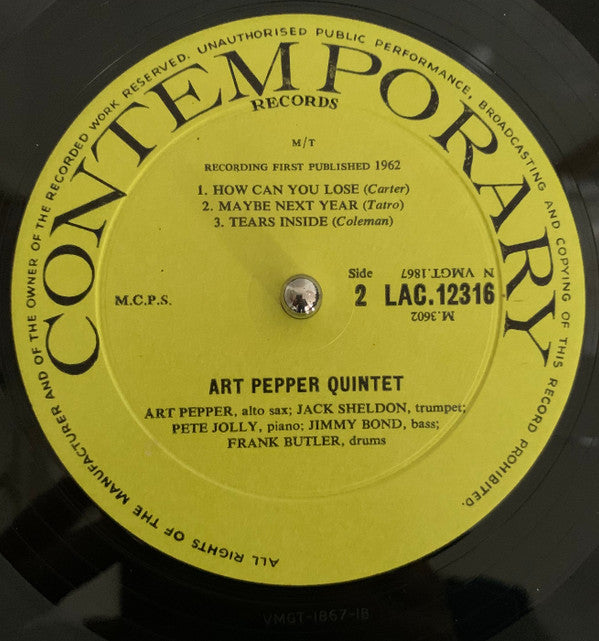 ALL RIGHTS OF THE MANUFACTURER AND OF THE OWNER OF THE RECORDED WORK RESERVED. UNAUTHORISED PUBLIC PERFORMANCE, BROADCASTING AND COPYING OF THIS RECORD PROHIBITED.
CONTEMPORARY
RECORDS
M/T
RECORDING FIRST PUBLISHED 1962
1. HOW CAN YOU LOSE (Carter)
2. MAYBE NEXT YEAR (Tatro)
3. TEARS INSIDE (Coleman)
Side
N VMGT.1867
M.C.P.S.
2 LAC.12316
M.3602
ART PEPPER QUINTET
ART PEPPER, alto sax; JACK SHELDON, trumpet;
PETE JOLLY, piano; JIMMY BOND, bass;
FRANK BUTLER, drums
VMGT-1867-1B